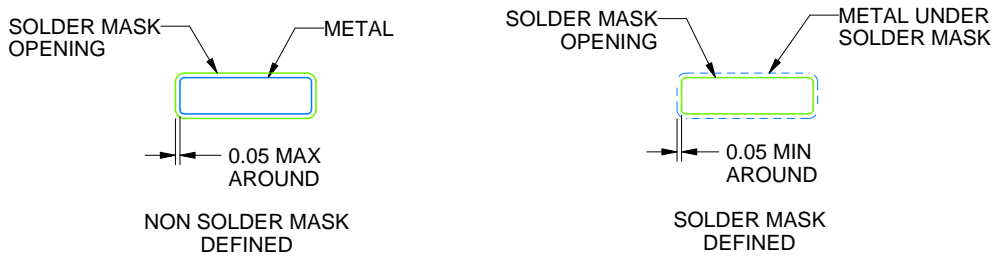 SOLDER MASK
OPENING
METAL
0.05 MAX
AROUND
NON SOLDER MASK
DEFINED
SOLDER MASK
OPENING
METAL UNDER
SOLDER MASK
0.05 MIN
AROUND
SOLDER MASK
DEFINED